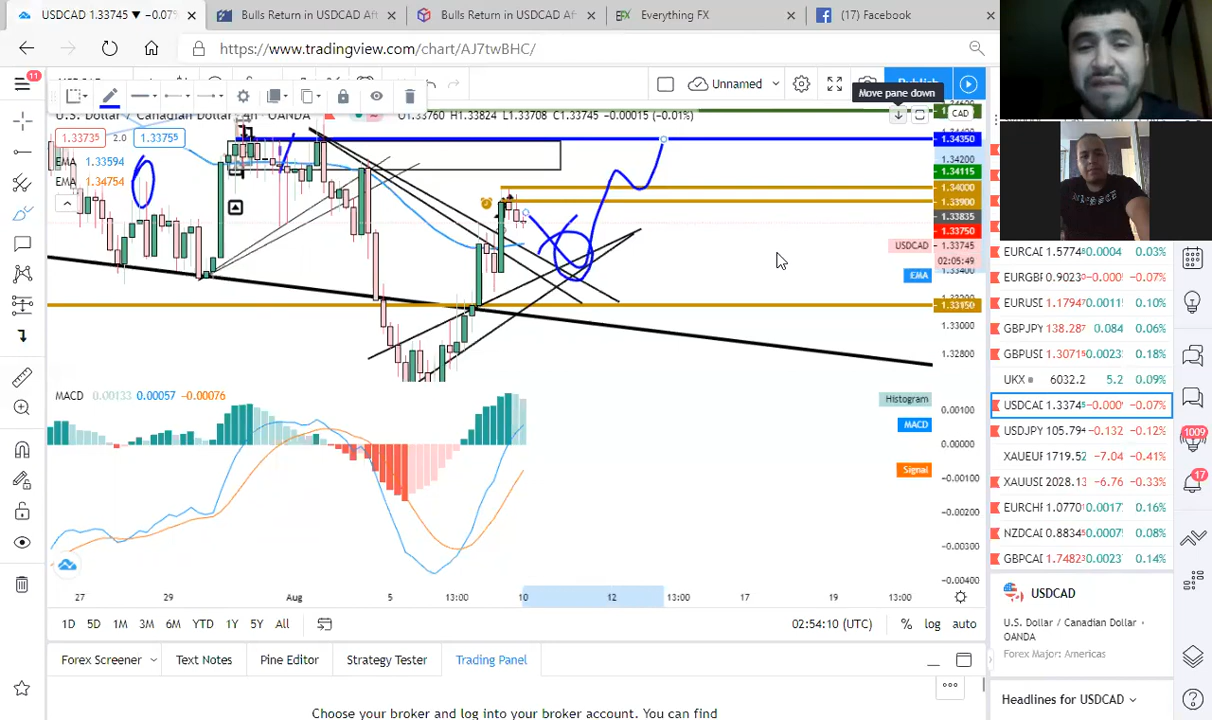 USDCAD 1.33745 ▼ −0.07%
Bulls Return in USDCAD Aft
Bulls Return in USDCAD Aft
Everything FX
(17) Facebook
https://www.tradingview.com/chart/AJ7twBHC/
11
Unnamed
Publish
Move pane down
U.S. Dollar / Canadian Dollar
OANDA
1.33760 H1.33824 L1.33708 C1.33745 −0.00015 (−0.01%)
CAD
1.33735
2.0
1.33755
EMA 1.33594
EMA 1.34754
1.34350
1.34200
1.34115
1.34000
1.33900
1.33835
1.33750
USDCAD 1.33745
02:05:49
EMA
1.33400
1.33150
1.33000
1.32800
MACD 0.00133 0.00057 −0.00076
Histogram
MACD
Signal
0.00100
0.00000
−0.00100
−0.00300
−0.00400
27
29
Aug
5
13:00
10
12
13:00
17
19
13:00
1D 5D 1M 3M 6M YTD 1Y 5Y All
02:54:10 (UTC)
% log auto
Forex Screener
Text Notes
Pine Editor
Strategy Tester
Trading Panel
Choose your broker and log into your broker account. You can find
EURCAD 1.5774 0.0004 0.03%
EURGBP 0.9023 −0.000 −0.07%
EURUSD 1.1794 0.0011 0.10%
GBPJPY 138.287 0.084 0.06%
GBPUSD 1.3071 0.0023 0.18%
UKX 6032.2 5.2 0.09%
USDCAD 1.3374 −0.000 −0.07%
USDJPY 105.794 −0.132 −0.12%
XAUEUR 1719.52 −7.04 −0.41%
XAUUSD 2028.13 −6.76 −0.33%
EURCHF 1.0770 0.0017 0.16%
NZDCAD 0.8834 0.0007 0.08%
GBPCAD 1.7482 0.0023 0.14%
1009
17
USDCAD
U.S. Dollar / Canadian Dollar ·
OANDA
Forex Major: Americas
Headlines for USDCAD